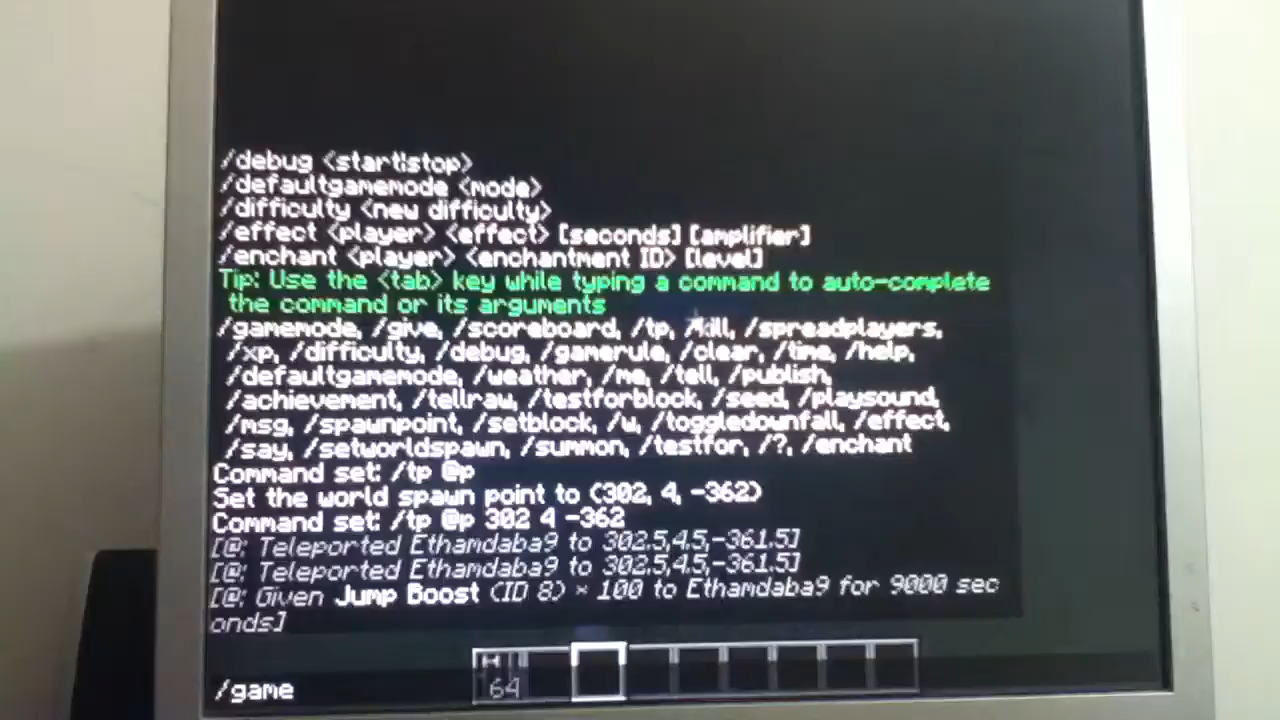 /debug <start|stop>
/defaultgamemode <mode>
/difficulty <new difficulty>
/effect <player> <effect> [seconds] [amplifier]
/enchant <player> <enchantment ID> [level]
Tip: Use the <tab> key while typing a command to auto-complete
the command or its arguments
/gamemode, /give, /scoreboard, /tp, /kill, /spreadplayers,
/xp, /difficulty, /debug, /gamerule, /clear, /time, /help,
/defaultgamemode, /weather, /me, /tell, /publish,
/achievement, /tellraw, /testforblock, /seed, /playsound,
/msg, /spawnpoint, /setblock, /w, /toggledownfall, /effect,
/say, /setworldspawn, /summon, /testfor, /?, /enchant
Command set: /tp @p
Set the world spawn point to (302, 4, -362)
Command set: /tp @p 302 4 -362
[@: Teleported Ethamdaba9 to 302.5,4.5,-361.5]
[@: Teleported Ethamdaba9 to 302.5,4.5,-361.5]
[@: Given Jump Boost (ID 8) × 100 to Ethamdaba9 for 9000 sec
onds]
64
/game